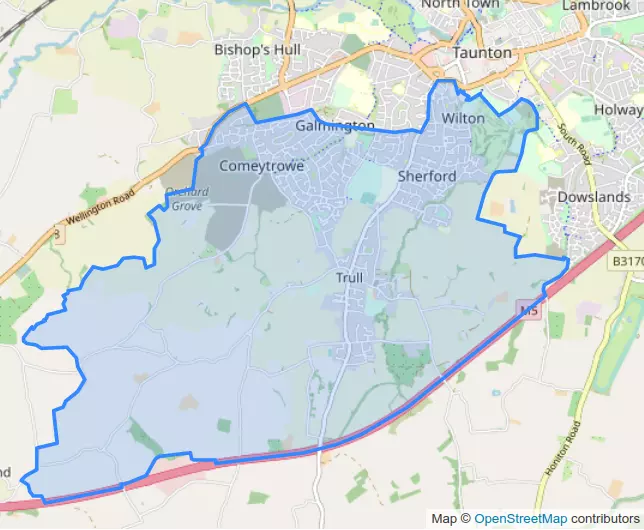 North Town
Lambrook
Bishop's Hull
Taunton
Holway
Wilton
Galmington
South Road
Comeytrowe
Sherford
Orchard
Grove
Dowslands
Wellington Road
B3170
Trull
M5
Honiton Road
nd
Map © OpenStreetMap contributors